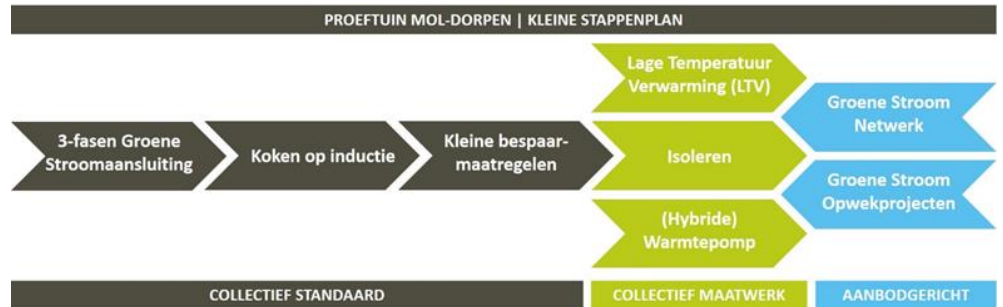 PROEFTUIN MOL-DORPEN | KLEINE STAPPENPLAN
3-fasen Groene
Stroomaansluiting
Koken op inductie
Kleine bespaar-
maatregelen
Lage Temperatuur
Verwarming (LTV)
Isoleren
(Hybride)
Warmtepomp
Groene Stroom
Netwerk
Groene Stroom
Opwekprojecten
COLLECTIEF STANDAARD
COLLECTIEF MAATWERK
AANBODGERICHT